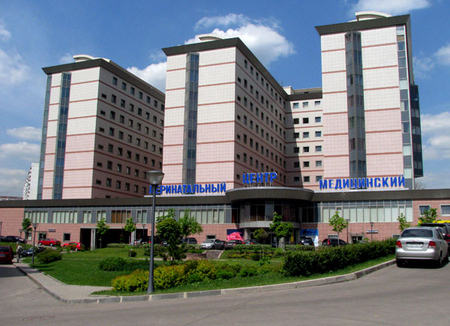 ПЕРИНАТАЛЬНЫЙ ЦЕНТР МЕДИЦИНСКИЙ